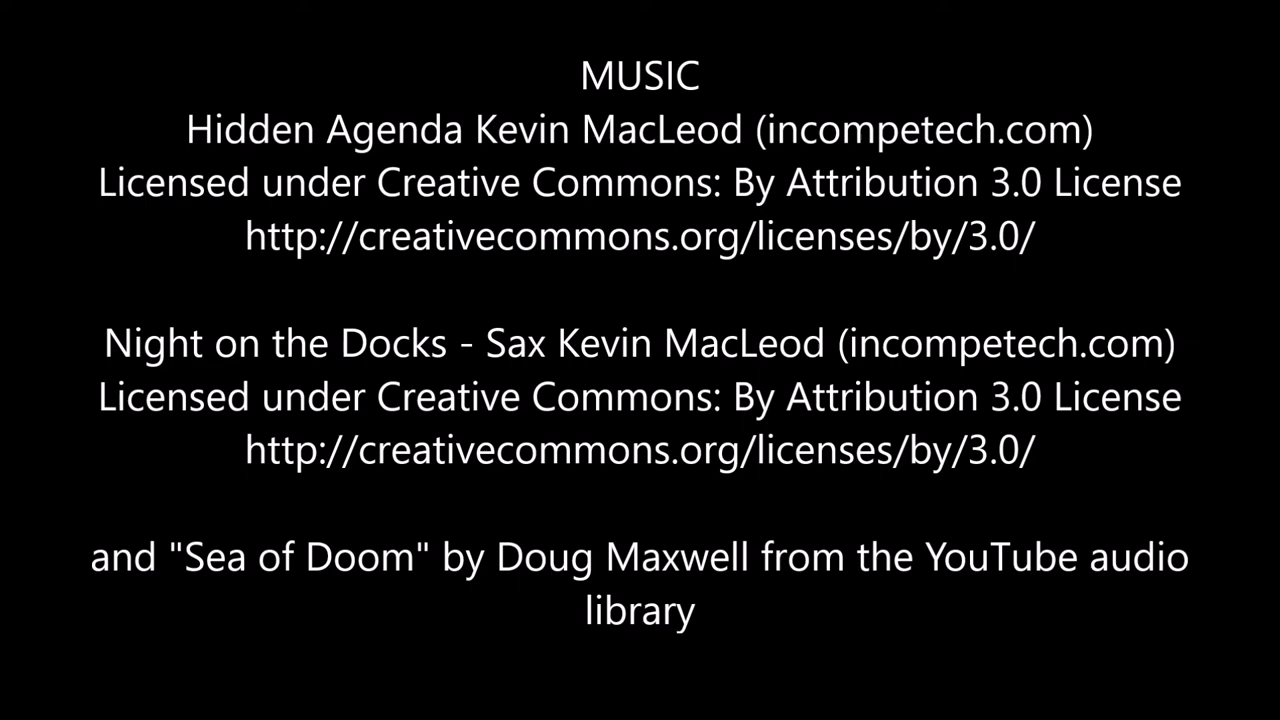 MUSIC
Hidden Agenda Kevin MacLeod (incompetech.com)
Licensed under Creative Commons: By Attribution 3.0 License
http://creativecommons.org/licenses/by/3.0/
Night on the Docks - Sax Kevin MacLeod (incompetech.com)
Licensed under Creative Commons: By Attribution 3.0 License
http://creativecommons.org/licenses/by/3.0/
and "Sea of Doom" by Doug Maxwell from the YouTube audio
library